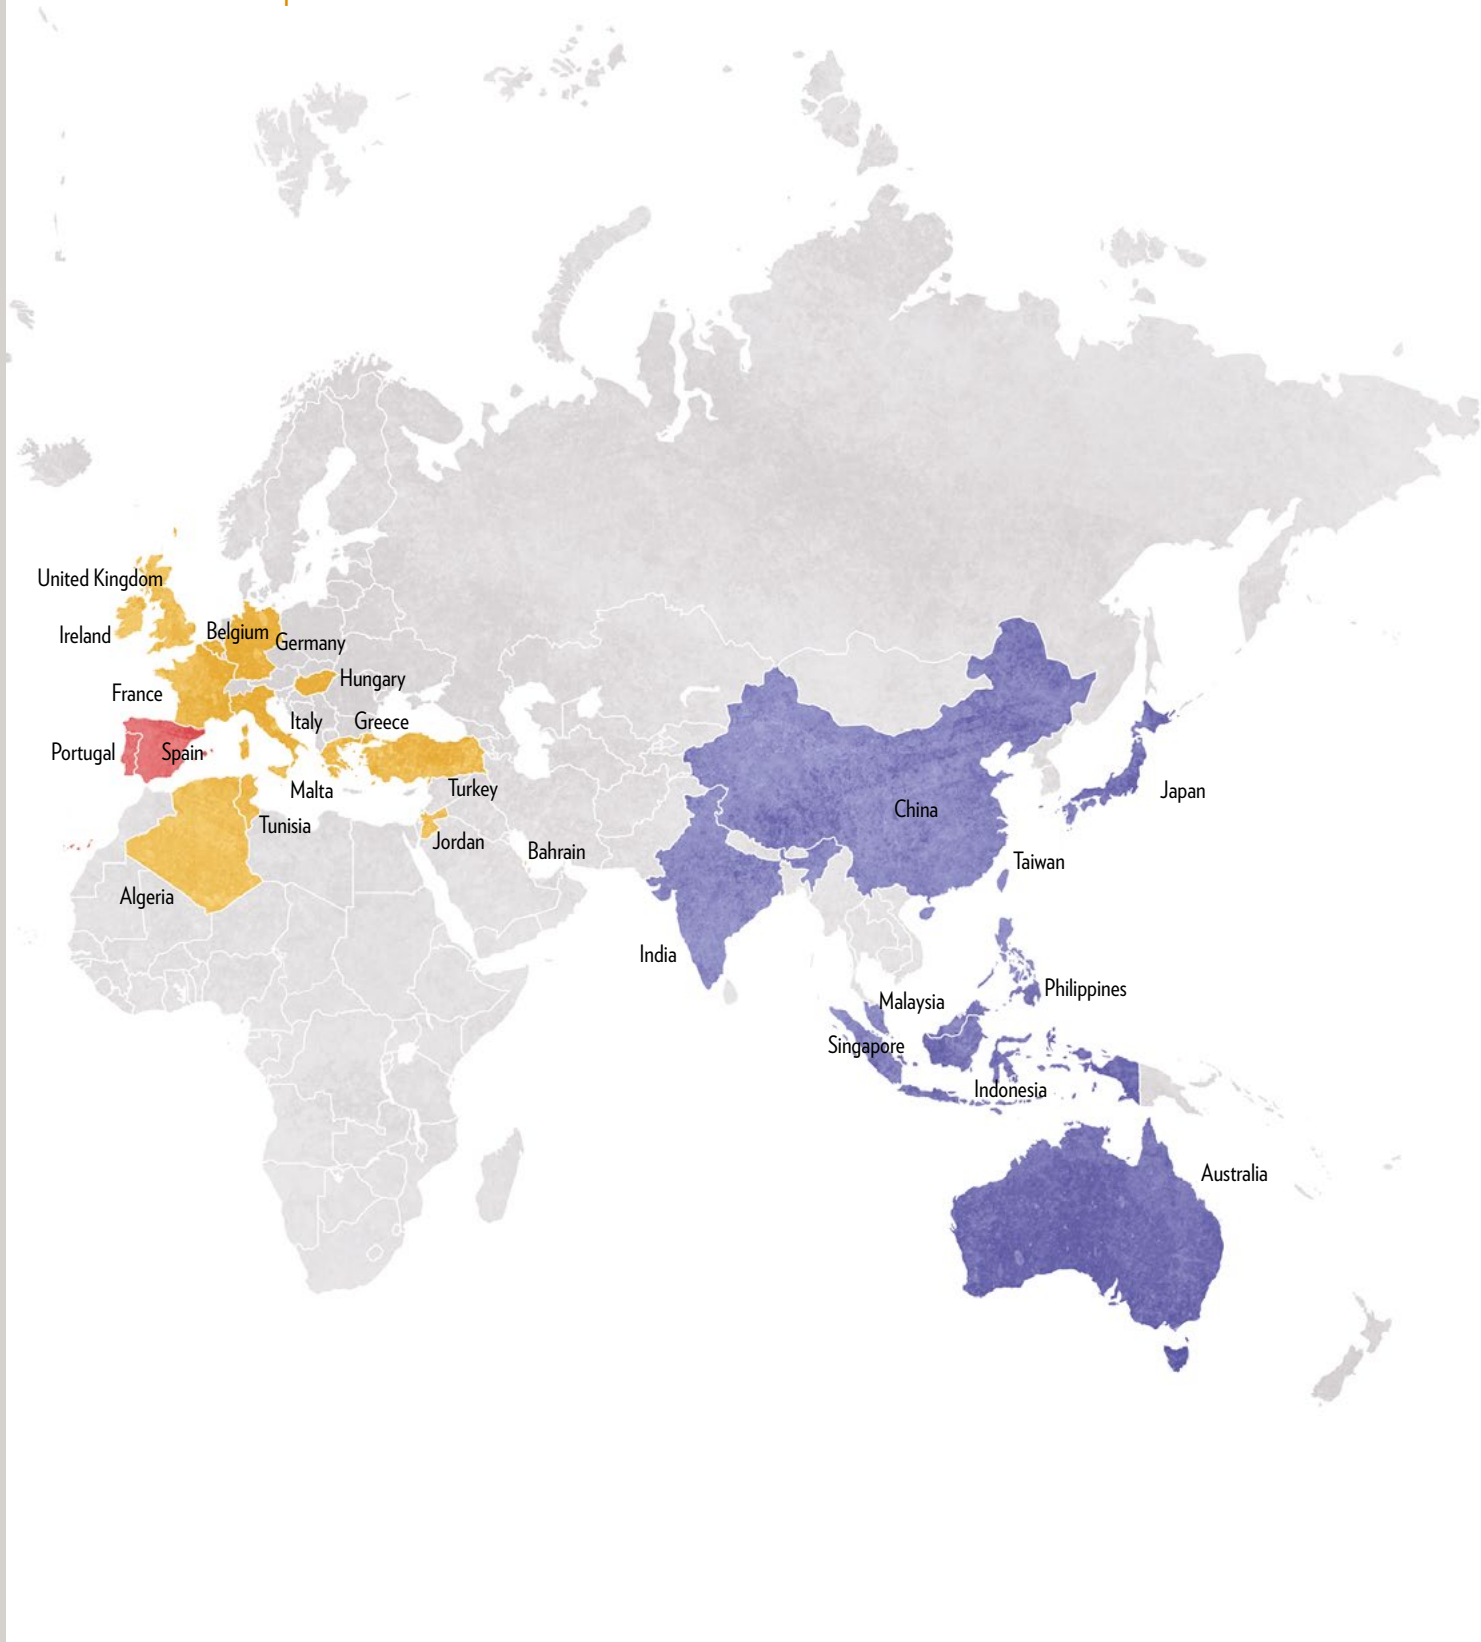 United Kingdom
Ireland
Belgium
Germany
Hungary
France
Italy
Greece
Portugal
Spain
Malta
Turkey
Japan
China
Tunisia
Jordan
Bahrain
Taiwan
Algeria
India
Philippines
Malaysia
Singapore
Indonesia
Australia